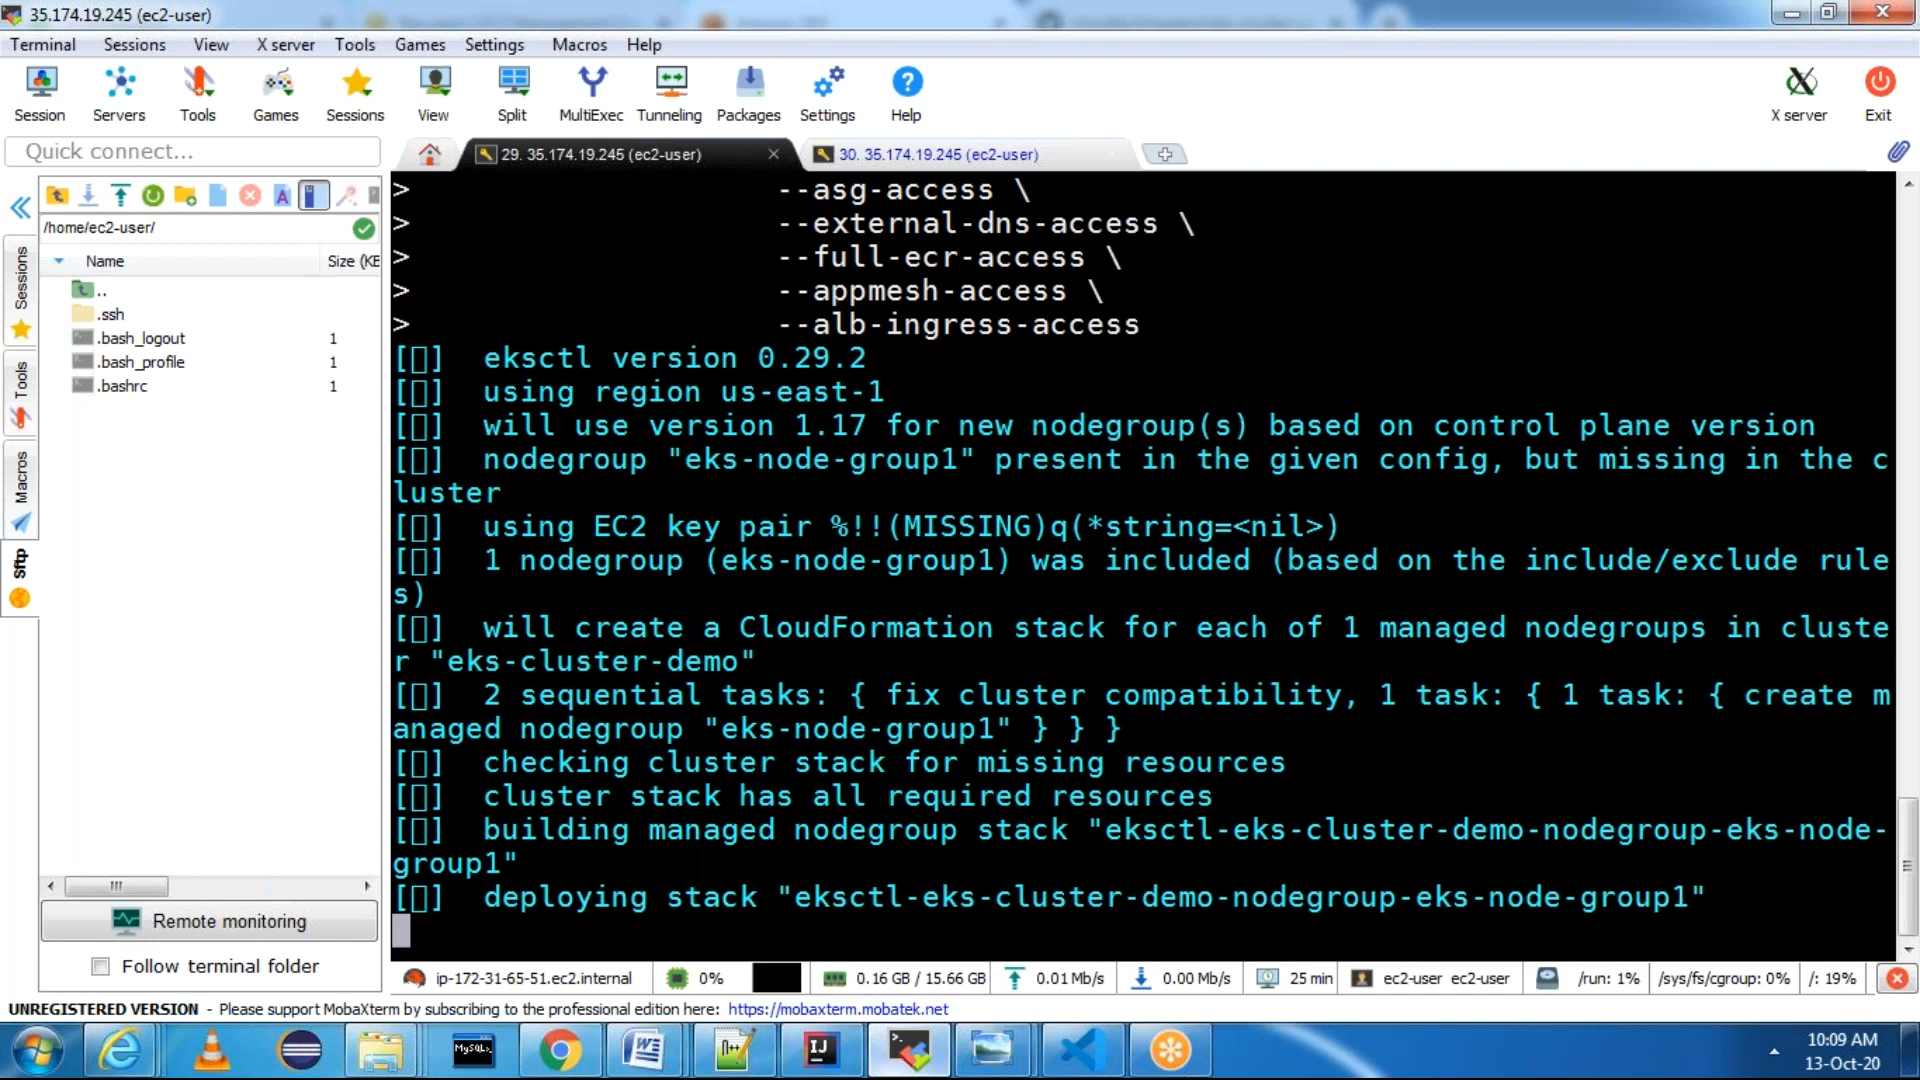 35.174.19.245 (ec2-user)
Terminal Sessions View X server Tools Games Settings Macros Help
Session Servers Tools Games Sessions View Split MultiExec Tunneling Packages Settings Help X server Exit
Quick connect...
29. 35.174.19.245 (ec2-user)
30. 35.174.19.245 (ec2-user)
/home/ec2-user/
Name Size (KE
..
.ssh
.bash_logout 1
.bash_profile 1
.bashrc 1
Sessions
Tools
Macros
Sftp
Remote monitoring
Follow terminal folder
> --asg-access \
> --external-dns-access \
> --full-ecr-access \
> --appmesh-access \
> --alb-ingress-access
[▯] eksctl version 0.29.2
[▯] using region us-east-1
[▯] will use version 1.17 for new nodegroup(s) based on control plane version
[▯] nodegroup "eks-node-group1" present in the given config, but missing in the c
luster
[▯] using EC2 key pair %!!(MISSING)q(*string=<nil>)
[▯] 1 nodegroup (eks-node-group1) was included (based on the include/exclude rule
s)
[▯] will create a CloudFormation stack for each of 1 managed nodegroups in cluste
r "eks-cluster-demo"
[▯] 2 sequential tasks: { fix cluster compatibility, 1 task: { 1 task: { create m
anaged nodegroup "eks-node-group1" } } }
[▯] checking cluster stack for missing resources
[▯] cluster stack has all required resources
[▯] building managed nodegroup stack "eksctl-eks-cluster-demo-nodegroup-eks-node-
group1"
[▯] deploying stack "eksctl-eks-cluster-demo-nodegroup-eks-node-group1"
ip-172-31-65-51.ec2.internal 0% 0.16 GB / 15.66 GB 0.01 Mb/s 0.00 Mb/s 25 min ec2-user ec2-user /run: 1% /sys/fs/cgroup: 0% /: 19%
UNREGISTERED VERSION - Please support MobaXterm by subscribing to the professional edition here: https://mobaxterm.mobatek.net
MySQL
10:09 AM
13-Oct-20